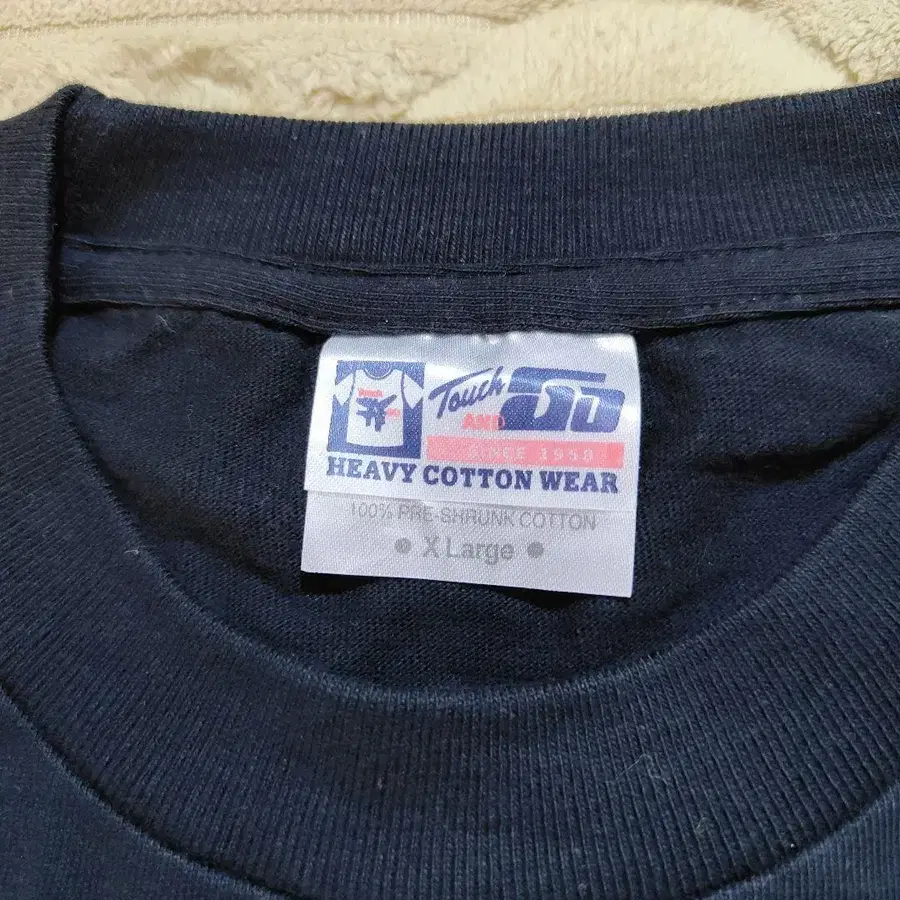 Touch
AND GO
SINCE 1958
HEAVY COTTON WEAR
100% PRE-SHRUNK COTTON
• X Large •